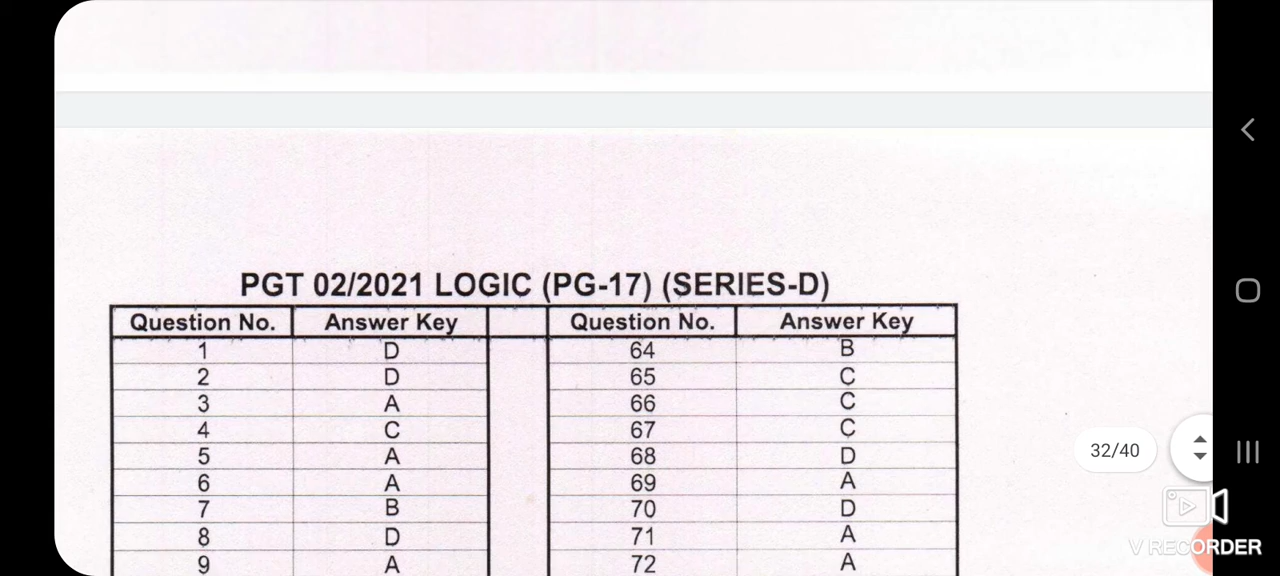 PGT 02/2021 LOGIC (PG-17) (SERIES-D)
Question No. Answer Key Question No. Answer Key
1 D 64 B
2 D 65 C
3 A 66 C
4 C 67 C
5 A 68 D
6 A 69 A
7 B 70 D
8 D 71 A
9 A 72 A
32/40
V RECORDER